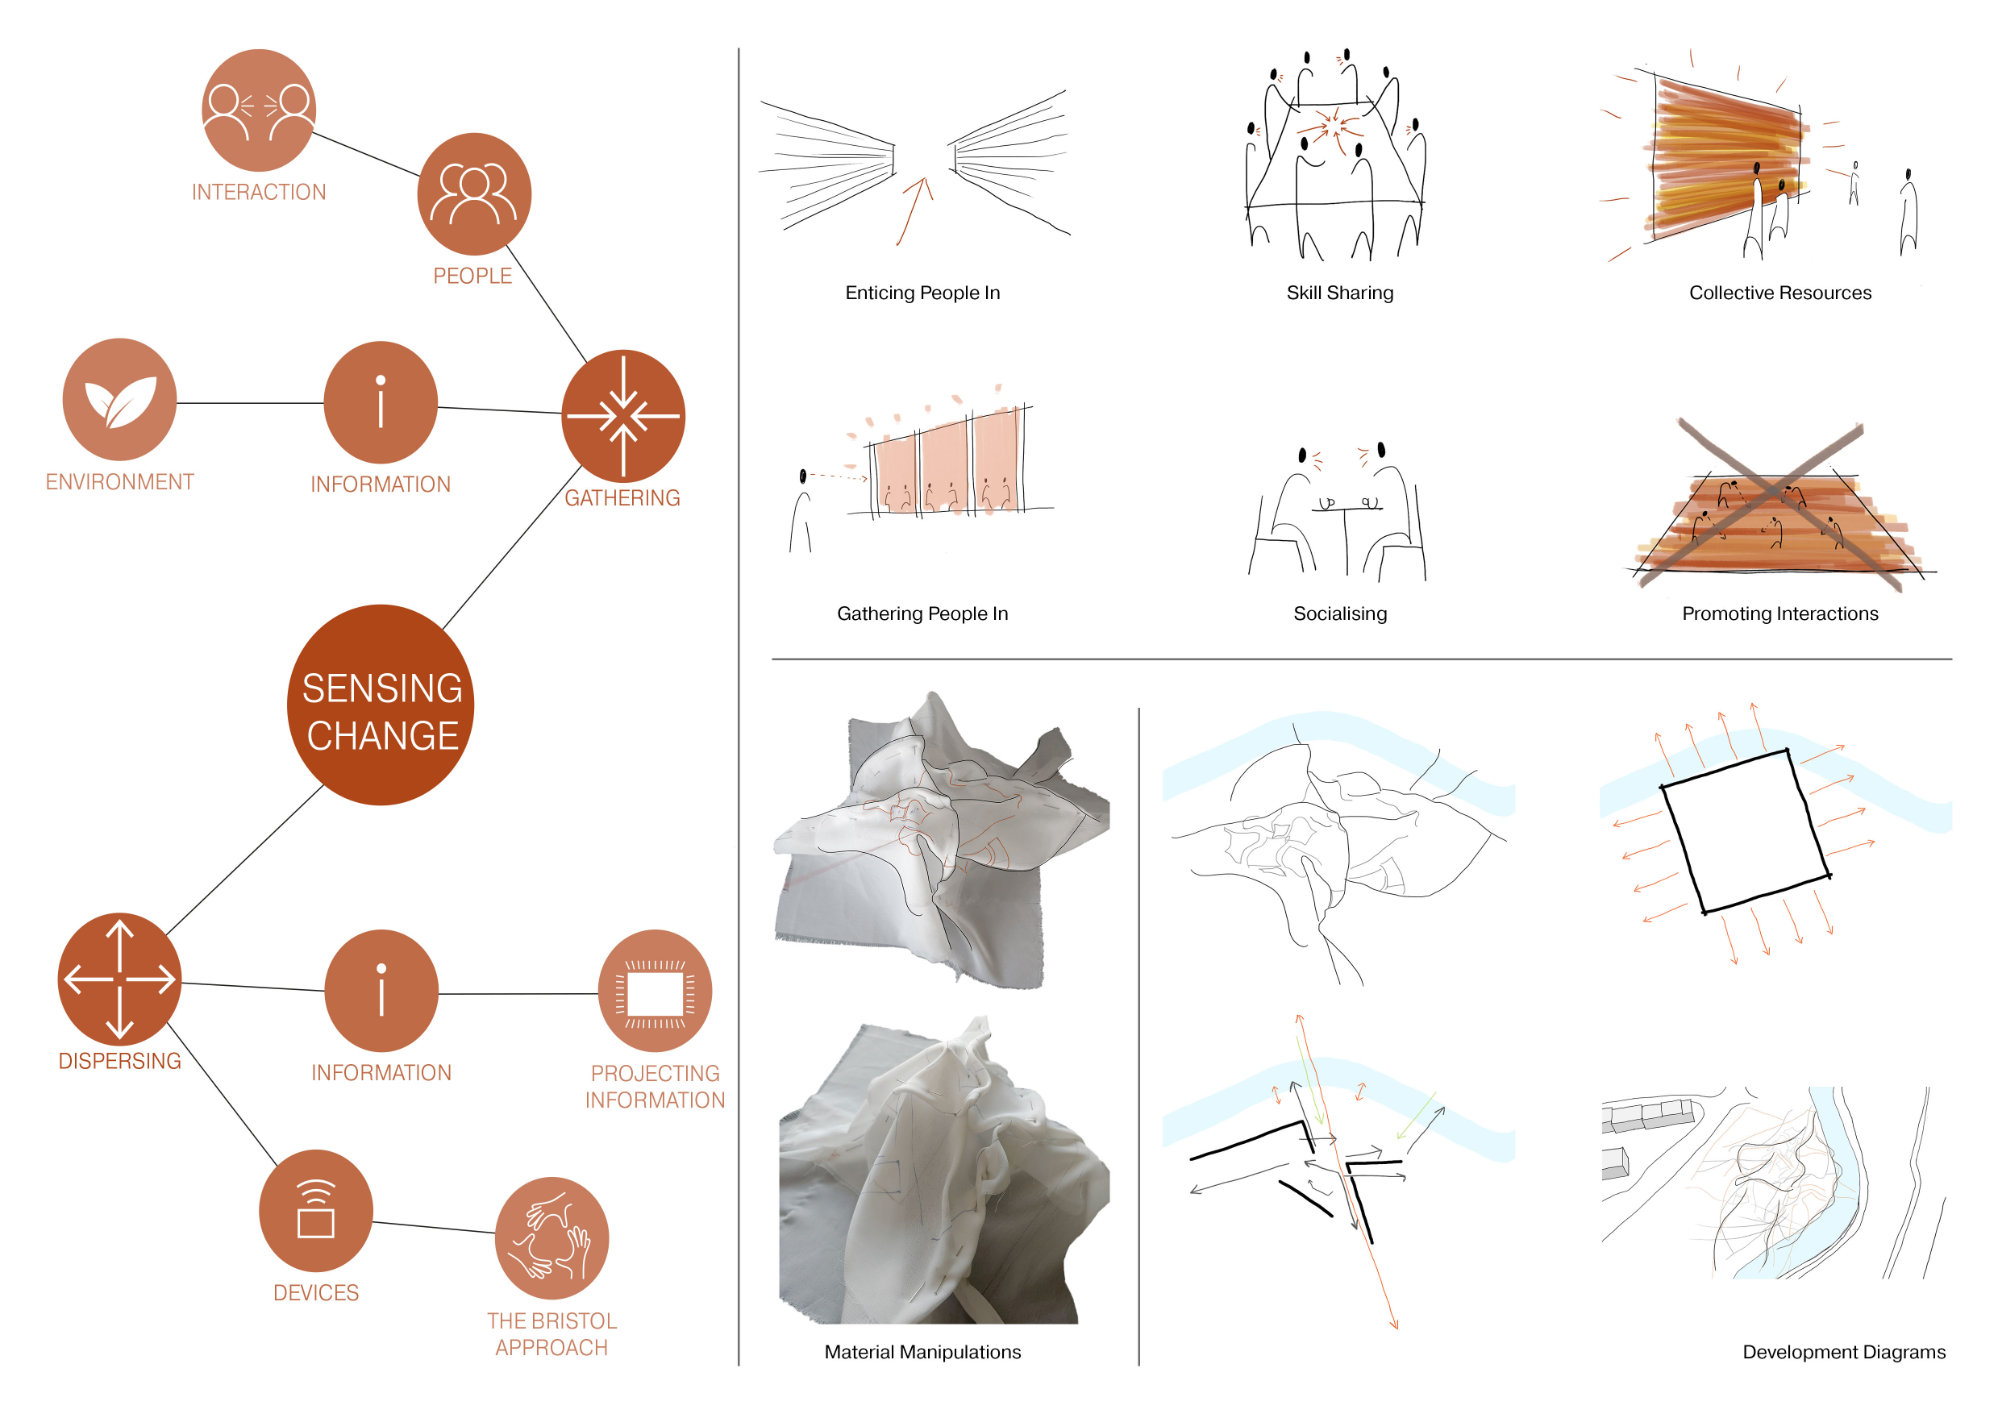 INTERACTION
PEOPLE
ENVIRONMENT
INFORMATION
GATHERING
SENSING
CHANGE
DISPERSING
INFORMATION
PROJECTING
INFORMATION
DEVICES
THE BRISTOL
APPROACH
Enticing People In
Skill Sharing
Collective Resources
Gathering People In
Socialising
Promoting Interactions
Material Manipulations
Development Diagrams